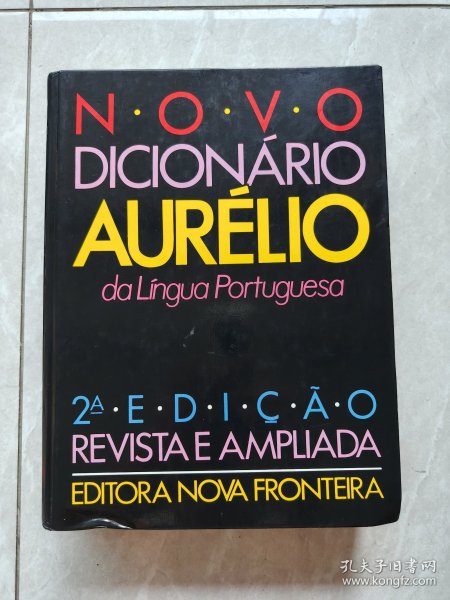 N·O·V·O
DICIONÁRIO
AURÉLIO
da Língua Portuguesa
2ª·E·D·I·Ç·Ã·O
REVISTA E AMPLIADA
EDITORA NOVA FRONTEIRA
孔夫子旧书网
www.kongfz.com